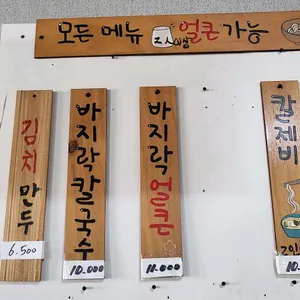 모든 메뉴 얼큰 가능
김치만두
6.500
바지락칼국수
10.000
바지락얼큰
11.000
칼제비
10.